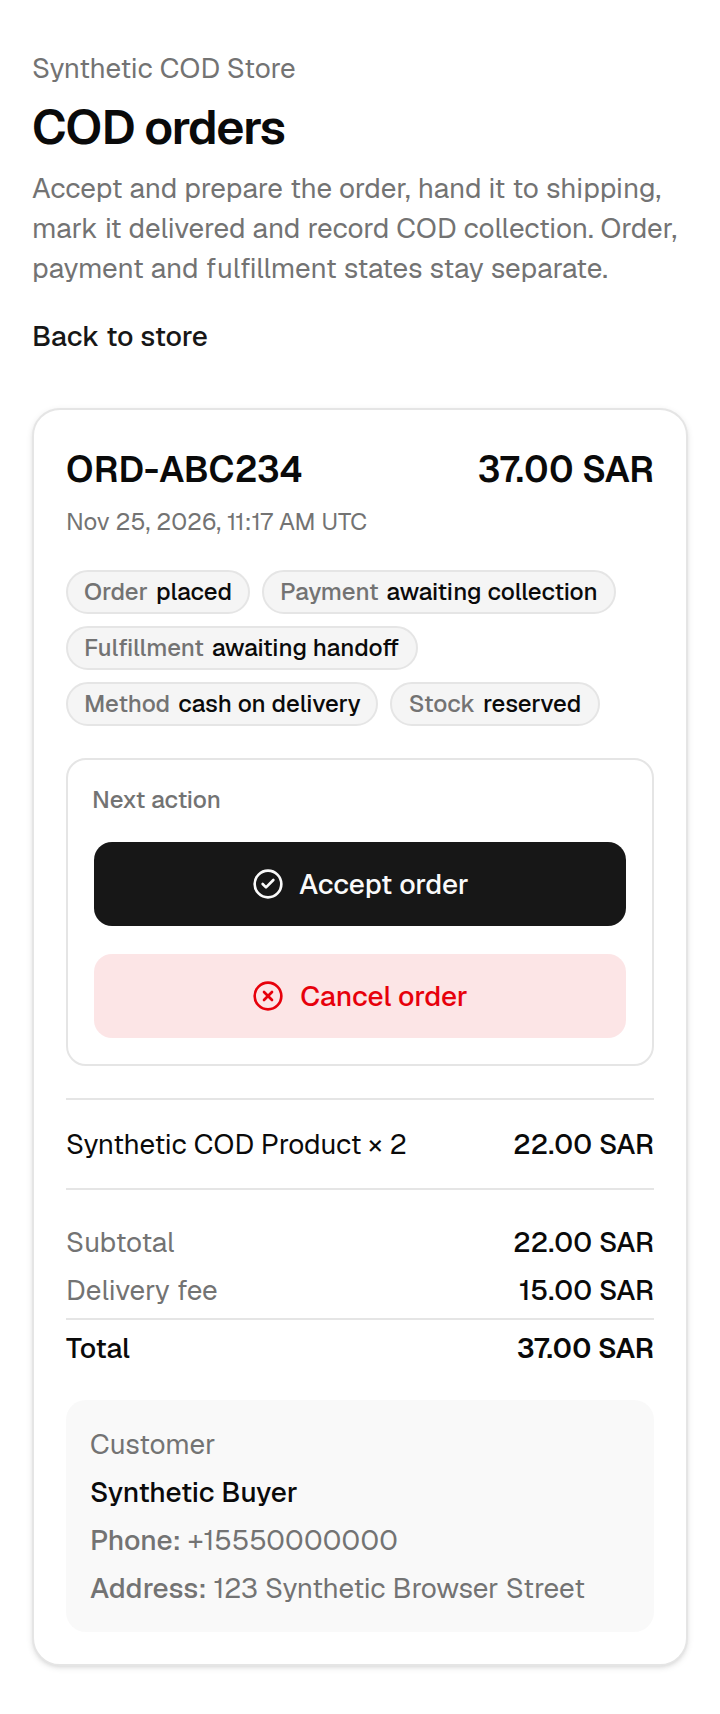 Synthetic COD Store
COD orders
Accept and prepare the order, hand it to shipping,
mark it delivered and record COD collection. Order,
payment and fulfillment states stay separate.
Back to store
ORD-ABC234 37.00 SAR
Nov 25, 2026, 11:17 AM UTC
Order placed Payment awaiting collection
Fulfillment awaiting handoff
Method cash on delivery Stock reserved
Next action
Accept order
Cancel order
Synthetic COD Product × 2 22.00 SAR
Subtotal 22.00 SAR
Delivery fee 15.00 SAR
Total 37.00 SAR
Customer
Synthetic Buyer
Phone: +15550000000
Address: 123 Synthetic Browser Street